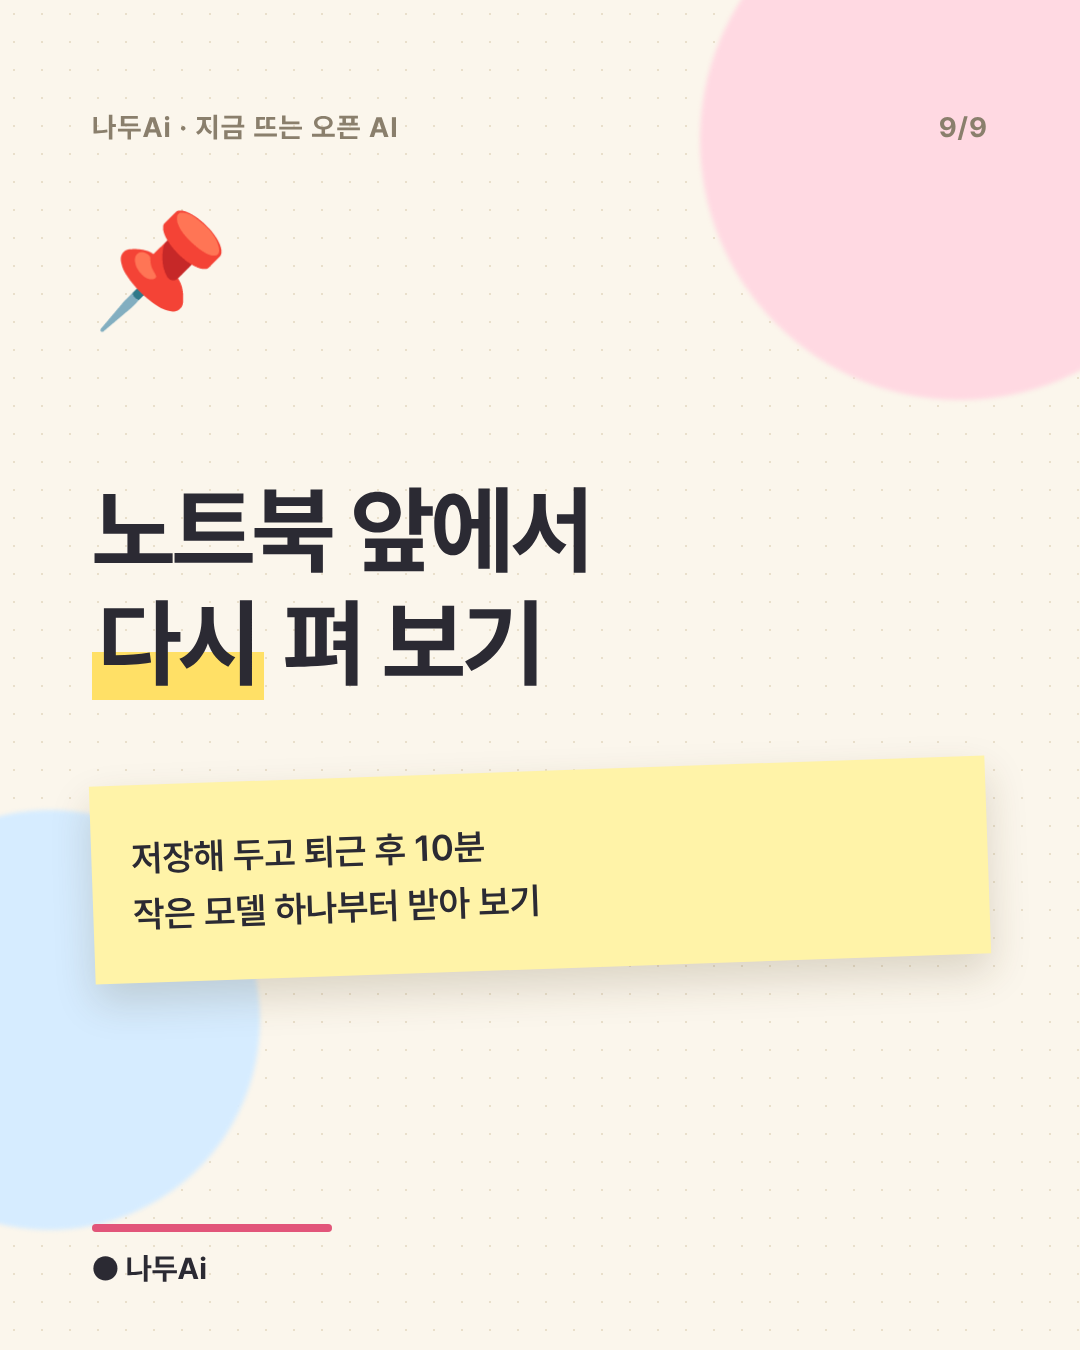 나두Ai · 지금 뜨는 오픈 AI
9/9
노트북 앞에서
다시 펴 보기
저장해 두고 퇴근 후 10분
작은 모델 하나부터 받아 보기
나두Ai